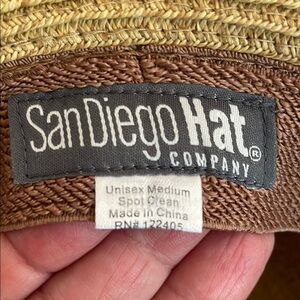 San Diego Hat®
COMPANY
Unisex Medium
Spot Clean
Made in China
RN# 122405